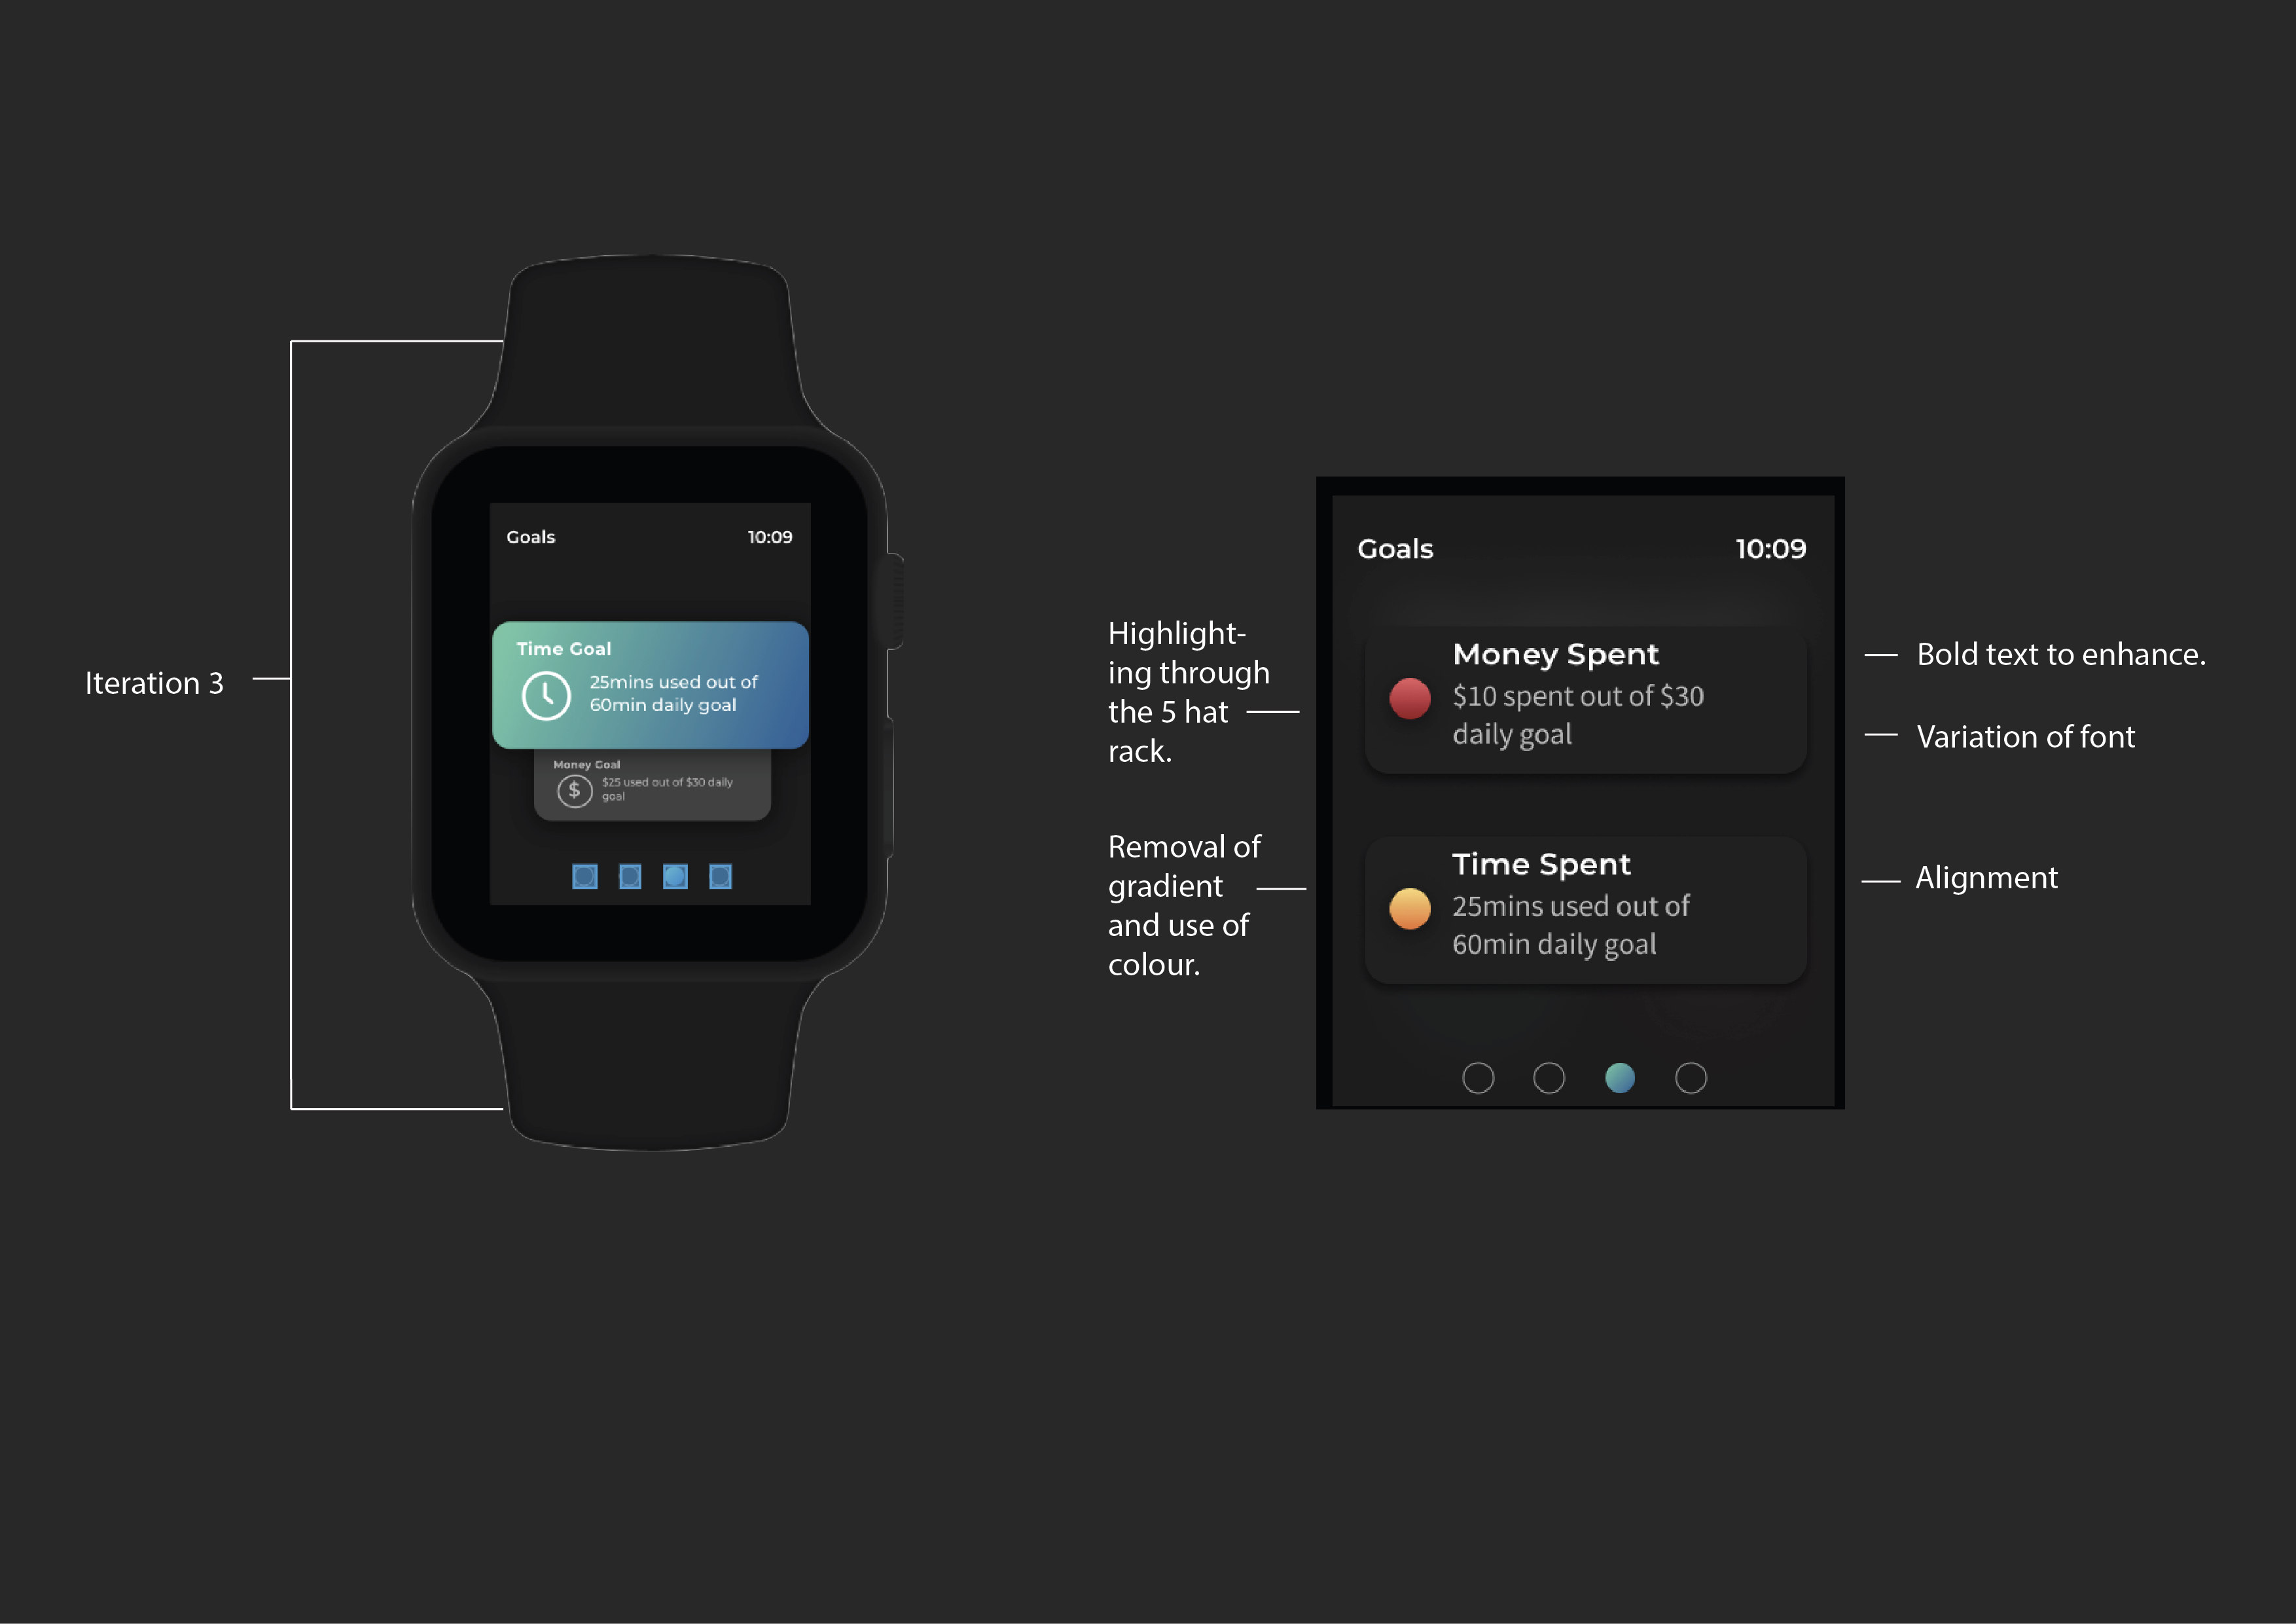 Iteration 3
Goals 10:09
Time Goal
25mins used out of
60min daily goal
Money Goal
$
$25 used out of $30 daily
goal
Highlight-
ing through
the 5 hat
rack.
Removal of
gradient
and use of
colour.
Goals 10:09
Money Spent
$10 spent out of $30
daily goal
Time Spent
25mins used out of
60min daily goal
Bold text to enhance.
Variation of font
Alignment